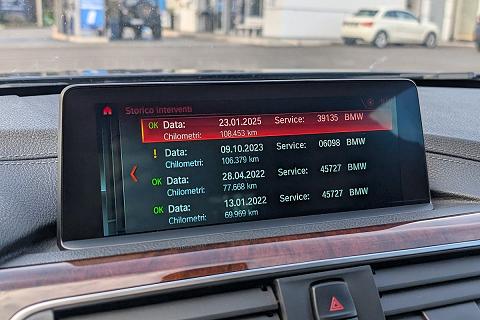 Storico interventi
OK Data: 23.01.2025 Service: 39135 BMW
Chilometri: 108.453 km
! Data: 09.10.2023 Service: 06098 BMW
Chilometri: 106.379 km
OK Data: 28.04.2022 Service: 45727 BMW
Chilometri: 77.668 km
OK Data: 13.01.2022 Service: 45727 BMW
Chilometri: 69.969 km